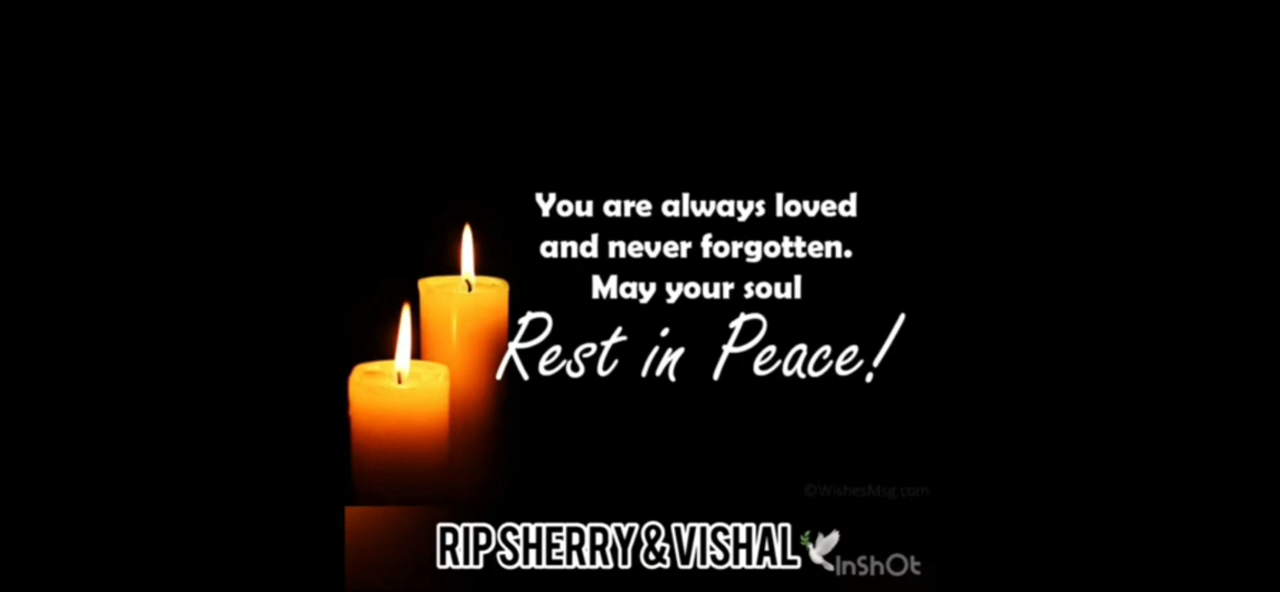 You are always loved
and never forgotten.
May your soul
Rest in Peace!
©WishesMsg.com
RIP SHERRY & VISHAL
InShOt